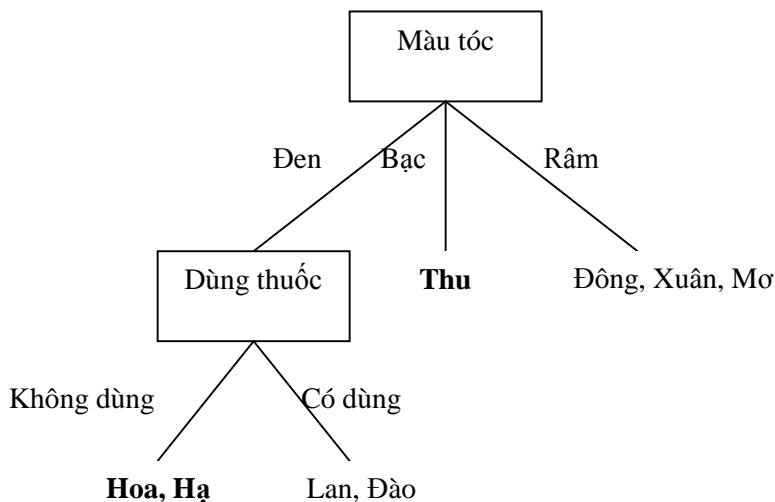 Màu tóc
Đen Bạc Râm
Dùng thuốc Thu Đông, Xuân, Mơ
Không dùng Có dùng
Hoa, Hạ Lan, Đào